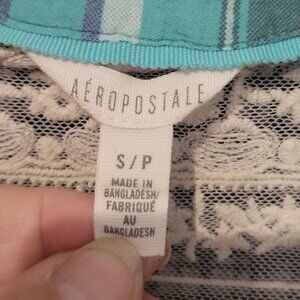 AÉROPOSTALE
S/P
MADE IN
BANGLADESH/
FABRIQUÉ
AU
BANGLADESH